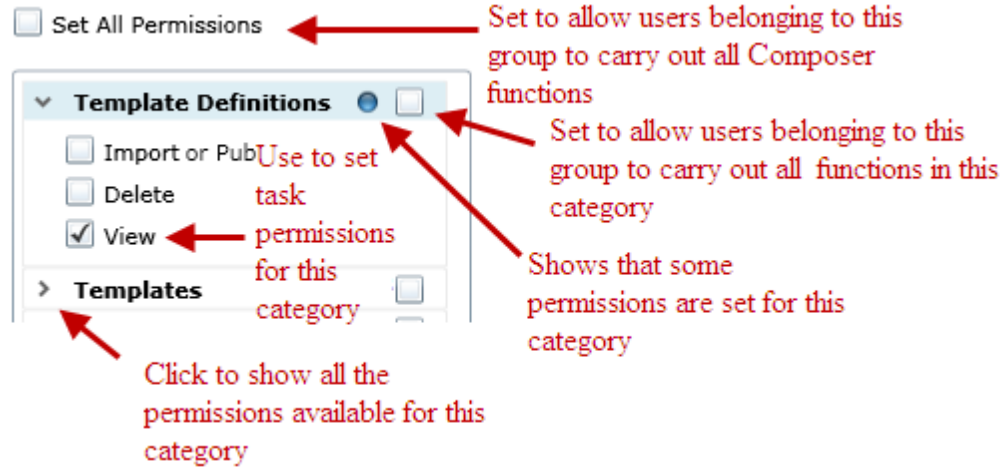 Set All Permissions
Set to allow users belonging to this
group to carry out all Composer
functions
Template Definitions
Set to allow users belonging to this
group to carry out all functions in this
category
Import or Pub
Delete
View
Use to set
task
permissions
for this
category
Shows that some
permissions are set for this
category
Templates
Click to show all the
permissions available for this
category